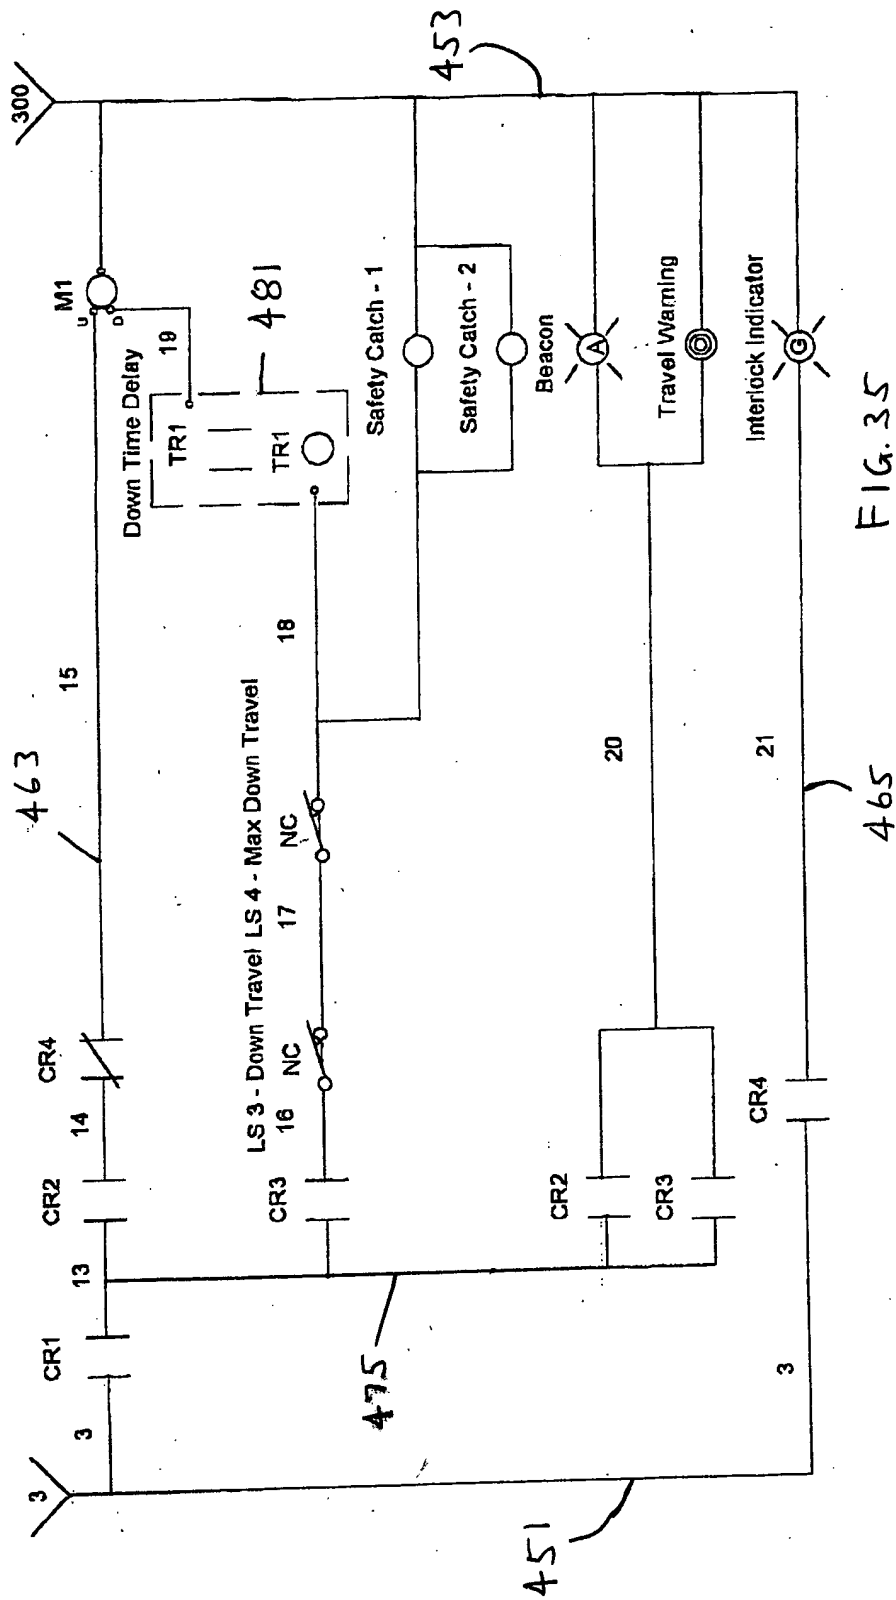 3
300
451
453
3
CR1
13
CR2
14
CR4
463
15
M1
U
D
19
Down Time Delay
TR1
TR1
481
475
CR3
16
LS 3 - Down Travel LS 4 - Max Down Travel
NC
17
NC
18
Safety Catch - 1
Safety Catch - 2
CR2
CR3
20
Beacon
A
Travel Warning
3
CR4
21
465
Interlock Indicator
G
FIG. 35